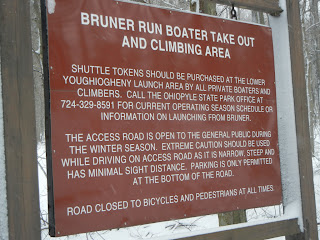 BRUNER RUN BOATER TAKE OUT
AND CLIMBING AREA
SHUTTLE TOKENS SHOULD BE PURCHASED AT THE LOWER
YOUGHIOGHENY LAUNCH AREA BY ALL PRIVATE BOATERS AND
CLIMBERS. CALL THE OHIOPYLE STATE PARK OFFICE AT
724-329-8591 FOR CURRENT OPERATING SEASON SCHEDULE OR
INFORMATION ON LAUNCHING FROM BRUNER.
THE ACCESS ROAD IS OPEN TO THE GENERAL PUBLIC DURING
THE WINTER SEASON. EXTREME CAUTION SHOULD BE USED
WHILE DRIVING ON ACCESS ROAD AS IT IS NARROW, STEEP AND
HAS MINIMAL SIGHT DISTANCE. PARKING IS ONLY PERMITTED
AT THE BOTTOM OF THE ROAD.
ROAD CLOSED TO BICYCLES AND PEDESTRIANS AT ALL TIMES